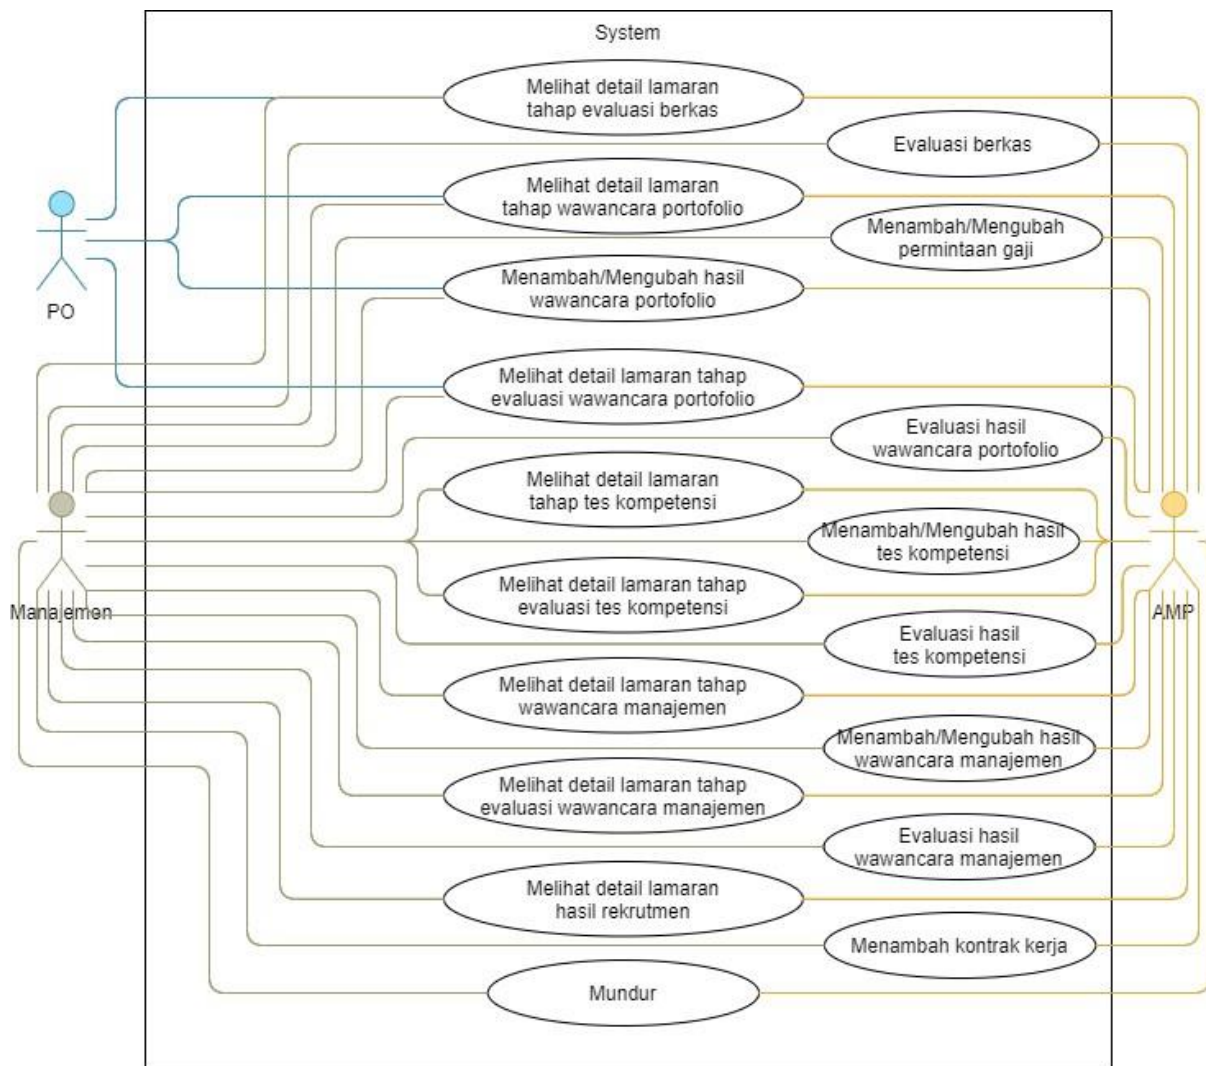 System
Melihat detail lamaran
tahap evaluasi berkas
Evaluasi berkas
Melihat detail lamaran
tahap wawancara portofolio
Menambah/Mengubah
permintaan gaji
Menambah/Mengubah hasil
wawancara portofolio
PO
Melihat detail lamaran tahap
evaluasi wawancara portofolio
Evaluasi hasil
wawancara portofolio
Melihat detail lamaran
tahap tes kompetensi
Menambah/Mengubah hasil
tes kompetensi
Melihat detail lamaran tahap
evaluasi tes kompetensi
Manajemen
AMP
Evaluasi hasil
tes kompetensi
Melihat detail lamaran tahap
wawancara manajemen
Menambah/Mengubah hasil
wawancara manajemen
Melihat detail lamaran tahap
evaluasi wawancara manajemen
Evaluasi hasil
wawancara manajemen
Melihat detail lamaran
hasil rekrutmen
Menambah kontrak kerja
Mundur